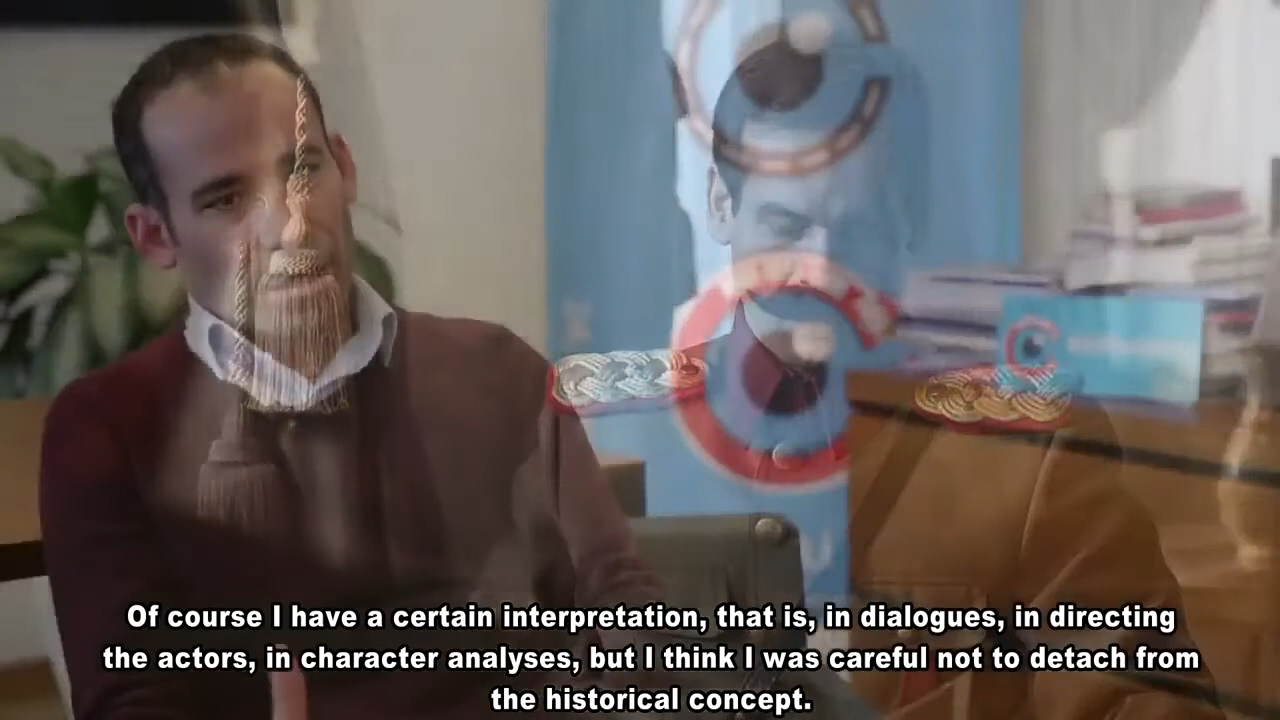 Of course I have a certain interpretation, that is, in dialogues, in directing
the actors, in character analyses, but I think I was careful not to detach from
the historical concept.